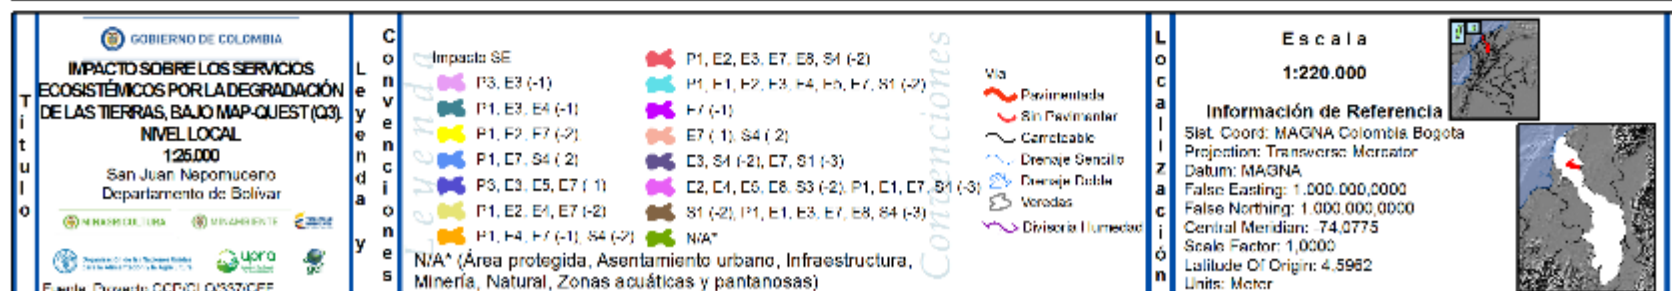 Título
GOBIERNO DE COLOMBIA
IMPACTO SOBRE LOS SERVICIOS
ECOSISTÉMICOS POR LA DEGRADACIÓN
DE LAS TIERRAS, BAJO MAP-QUEST (Q3).
NIVEL LOCAL
1:25.000
San Juan Nepomuceno
Departamento de Bolívar
MINAGRICULTURA
MINAMBIENTE
upra
Leyenda y
Convenciones
Leyenda
Impacto SE
P3, E3 (-1)
P1, E3, E4 (-1)
P1, E2, E7 (-2)
P1, E7, S4 (-2)
P3, E3, E5, E7 (-1)
P1, E2, E4, E7 (-2)
P1, E4, E7 (-1), S4 (-2)
P1, E2, E3, E7, E8, S4 (-2)
P1, E1, E2, E3, E4, E5, E7, S1 (-2)
E7 (-1)
E7 (-1), S4 (-2)
E3, S4 (-2), E7, S1 (-3)
E2, E4, E5, E8, S3 (-2), P1, E1, E7, S1 (-3)
S1 (-2), P1, E1, E3, E7, E8, S4 (-3)
N/A*
N/A* (Área protegida, Asentamiento urbano, Infraestructura,
Minería, Natural, Zonas acuáticas y pantanosas)
Convenciones
Vía
Pavimentada
Sin Pavimentar
Carreteable
Drenaje Sencillo
Drenaje Doble
Veredas
Divisoria Humedad
Localización
Escala
1:220.000
Información de Referencia
Sist. Coord: MAGNA Colombia Bogota
Projection: Transverse Mercator
Datum: MAGNA
False Easting: 1.000.000,0000
False Northing: 1.000.000,0000
Central Meridian: -74,0775
Scale Factor: 1,0000
Latitude Of Origin: 4,5962
Units: Meter